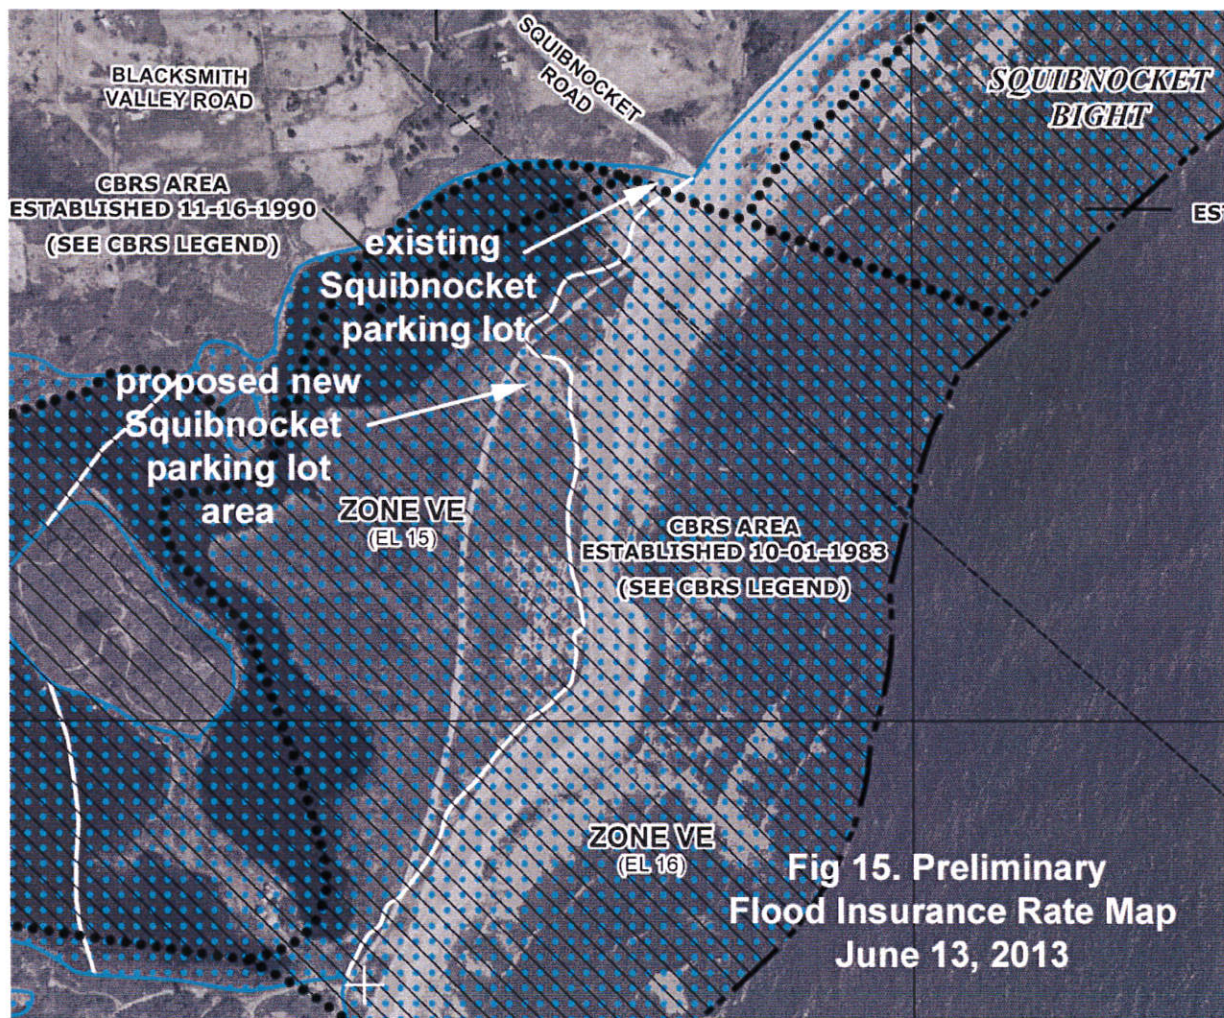 BLACKSMITH
VALLEY ROAD
SQUIBNOCKET
ROAD
SQUIBNOCKET
BIGHT
CBRS AREA
ESTABLISHED 11-16-1990
(SEE CBRS LEGEND)
EST
existing
Squibnocket
parking lot
proposed new
Squibnocket
parking lot
area
ZONE VE
(EL 15)
CBRS AREA
ESTABLISHED 10-01-1983
(SEE CBRS LEGEND)
ZONE VE
(EL 16)
Fig 15. Preliminary
Flood Insurance Rate Map
June 13, 2013